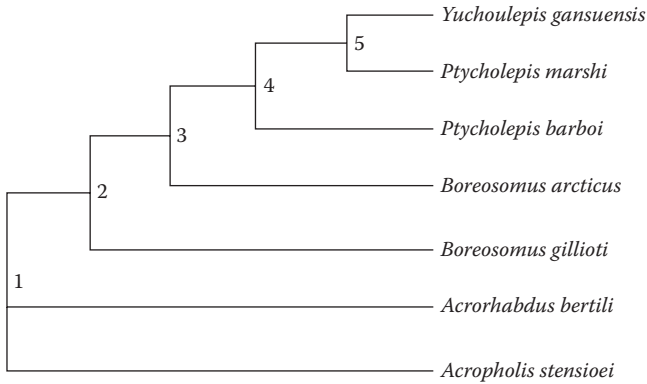 Yuchoulepis gansuensis
5
Ptycholepis marshi
4
Ptycholepis barboi
3
Boreosomus arcticus
2
Boreosomus gillioti
1
Acrorhabdus bertili
Acropholis stensioei